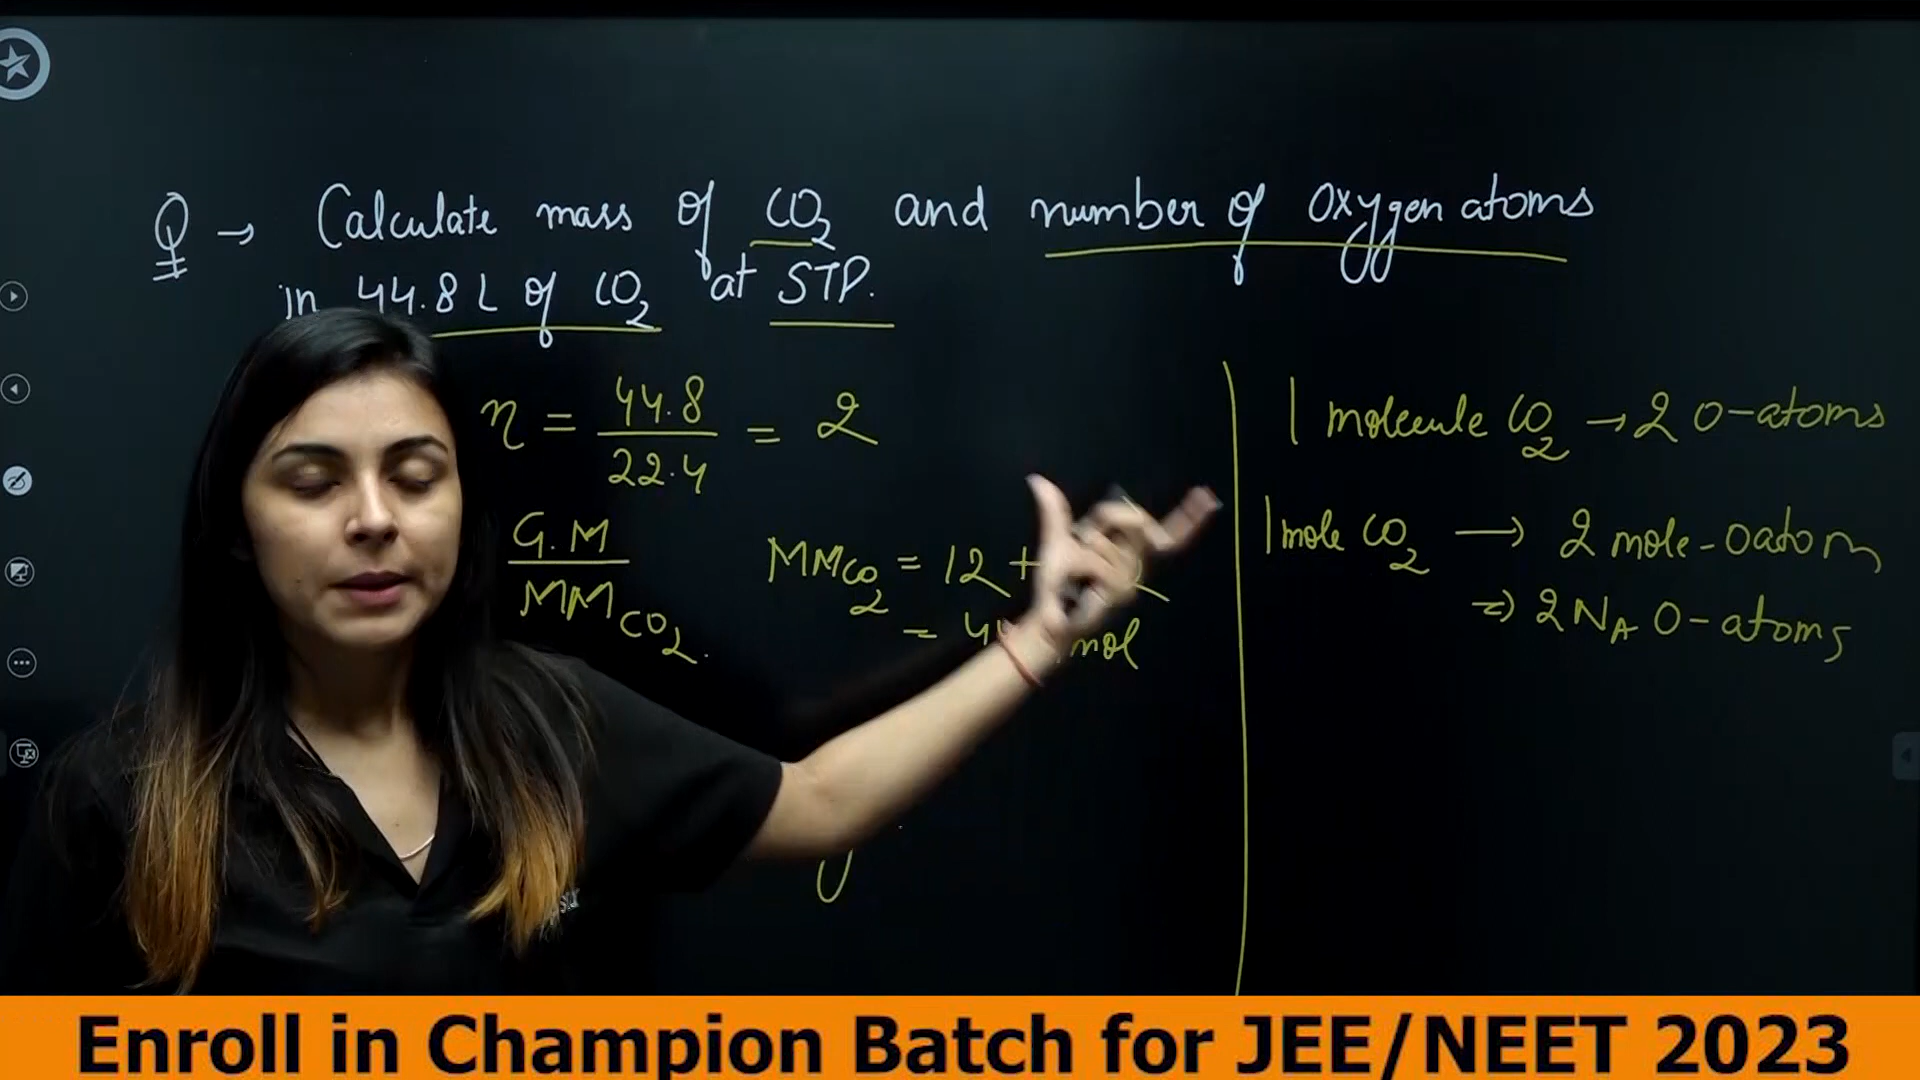 Q → Calculate mass of CO2 and number of oxygen atoms
in 44.8 L of CO2 at STP.
n = 44.8 / 22.4 = 2
G.M / MMCO2.
MMCO2 = 12 +
= mol
1 molecule CO2 → 2 O-atoms
1 mole CO2 → 2 mole-Oatom
⇒ 2 NA O-atoms
Enroll in Champion Batch for JEE/NEET 2023